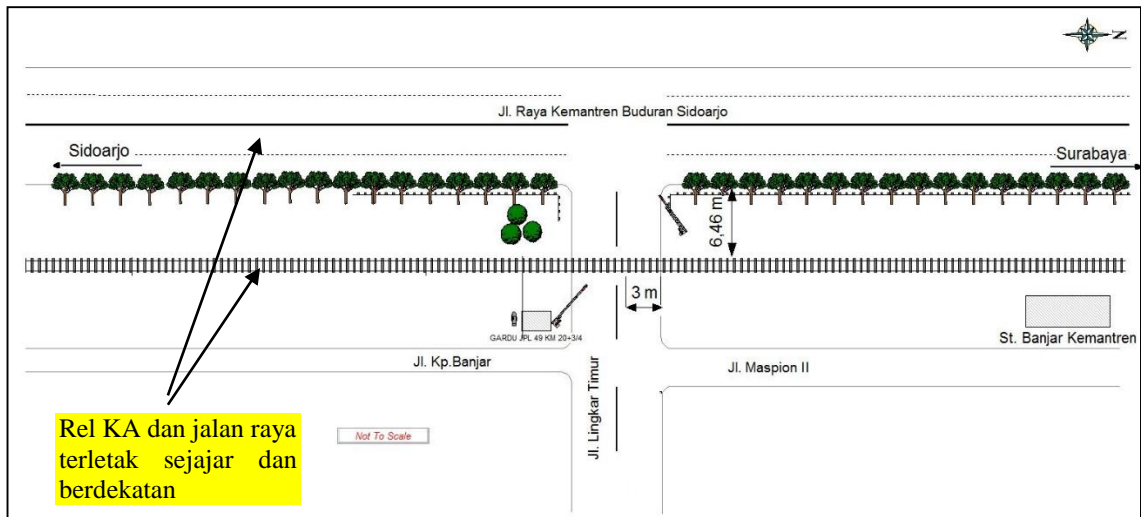 N
Jl. Raya Kemantren Buduran Sidoarjo
Sidoarjo
Surabaya
6,46 m
3 m
GARDU JPL 49 KM 20+3/4
St. Banjar Kemantren
Jl. Kp.Banjar
Jl. Maspion II
Jl. Lingkar Timur
Rel KA dan jalan raya
terletak sejajar dan
berdekatan
Not To Scale